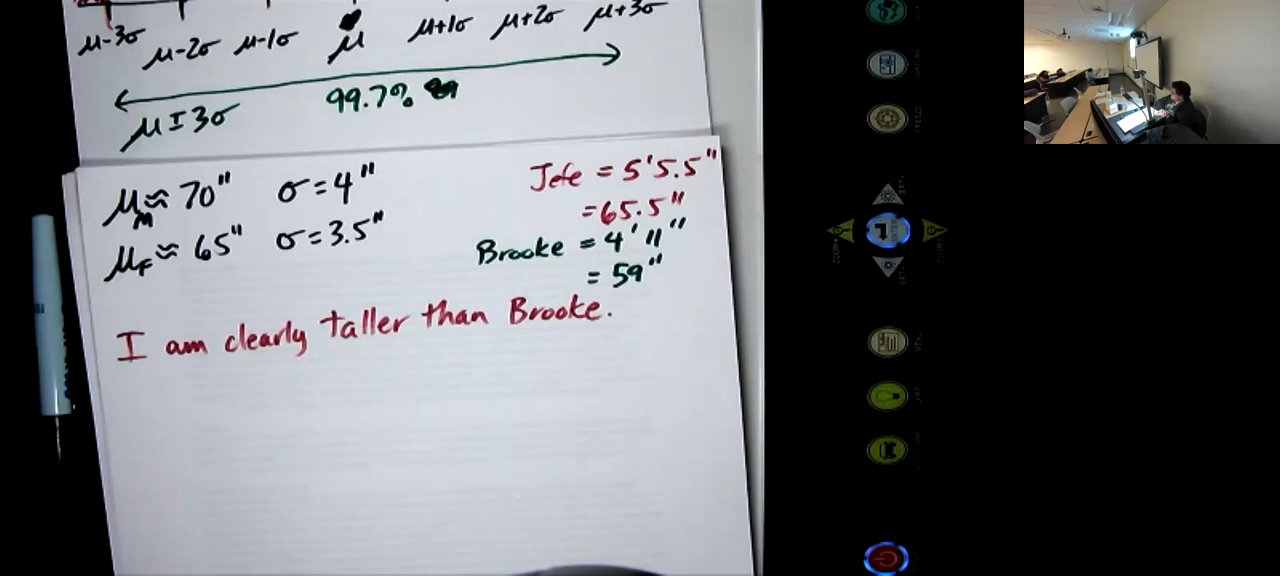 μ-3σ μ-2σ μ-1σ μ μ+1σ μ+2σ μ+3σ
μ±3σ 99.7%
μM ≈ 70" σ=4"
Jefe = 5'5.5"
= 65.5"
μF ≈ 65" σ=3.5"
Brooke = 4'11"
= 59"
I am clearly taller than Brooke.